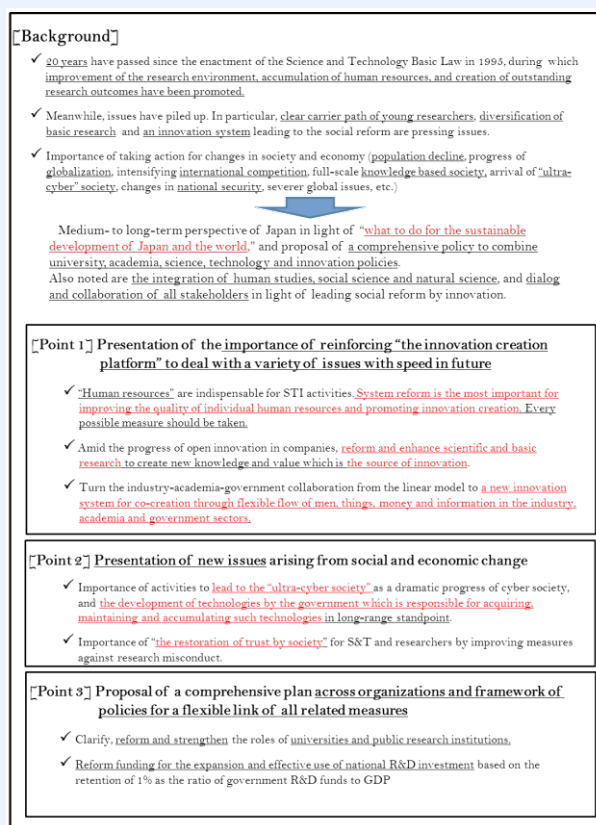 [Background]
✓ 20 years have passed since the enactment of the Science and Technology Basic Law in 1995, during which
improvement of the research environment, accumulation of human resources, and creation of outstanding
research outcomes have been promoted.
✓ Meanwhile, issues have piled up. In particular, clear carrier path of young researchers, diversification of
basic research and an innovation system leading to the social reform are pressing issues.
✓ Importance of taking action for changes in society and economy (population decline, progress of
globalization, intensifying international competition, full-scale knowledge based society, arrival of “ultra-
cyber” society, changes in national security, severer global issues, etc.)
Medium- to long-term perspective of Japan in light of “what to do for the sustainable
development of Japan and the world,” and proposal of a comprehensive policy to combine
university, academia, science, technology and innovation policies.
Also noted are the integration of human studies, social science and natural science, and dialog
and collaboration of all stakeholders in light of leading social reform by innovation.
[Point 1] Presentation of the importance of reinforcing “the innovation creation
platform” to deal with a variety of issues with speed in future
✓ “Human resources” are indispensable for STI activities. System reform is the most important for
improving the quality of individual human resources and promoting innovation creation. Every
possible measure should be taken.
✓ Amid the progress of open innovation in companies, reform and enhance scientific and basic
research to create new knowledge and value which is the source of innovation.
✓ Turn the industry-academia-government collaboration from the linear model to a new innovation
system for co-creation through flexible flow of men, things, money and information in the industry,
academia and government sectors.
[Point 2] Presentation of new issues arising from social and economic change
✓ Importance of activities to lead to the “ultra-cyber society” as a dramatic progress of cyber society,
and the development of technologies by the government which is responsible for acquiring,
maintaining and accumulating such technologies in long-range standpoint.
✓ Importance of “the restoration of trust by society” for S&T and researchers by improving measures
against research misconduct.
[Point 3] Proposal of a comprehensive plan across organizations and framework of
policies for a flexible link of all related measures
✓ Clarify, reform and strengthen the roles of universities and public research institutions.
✓ Reform funding for the expansion and effective use of national R&D investment based on the
retention of 1% as the ratio of government R&D funds to GDP